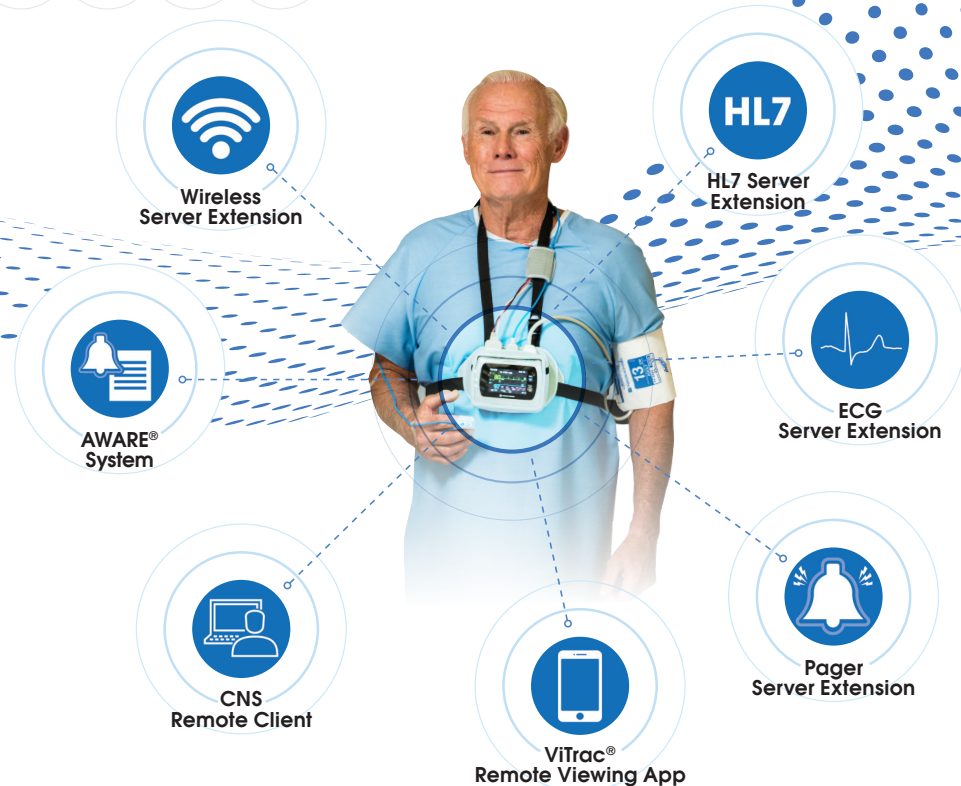 Wireless
Server Extension
HL7
HL7 Server
Extension
AWARE®
System
ECG
Server Extension
13
CNS
Remote Client
Pager
Server Extension
ViTrac®
Remote Viewing App